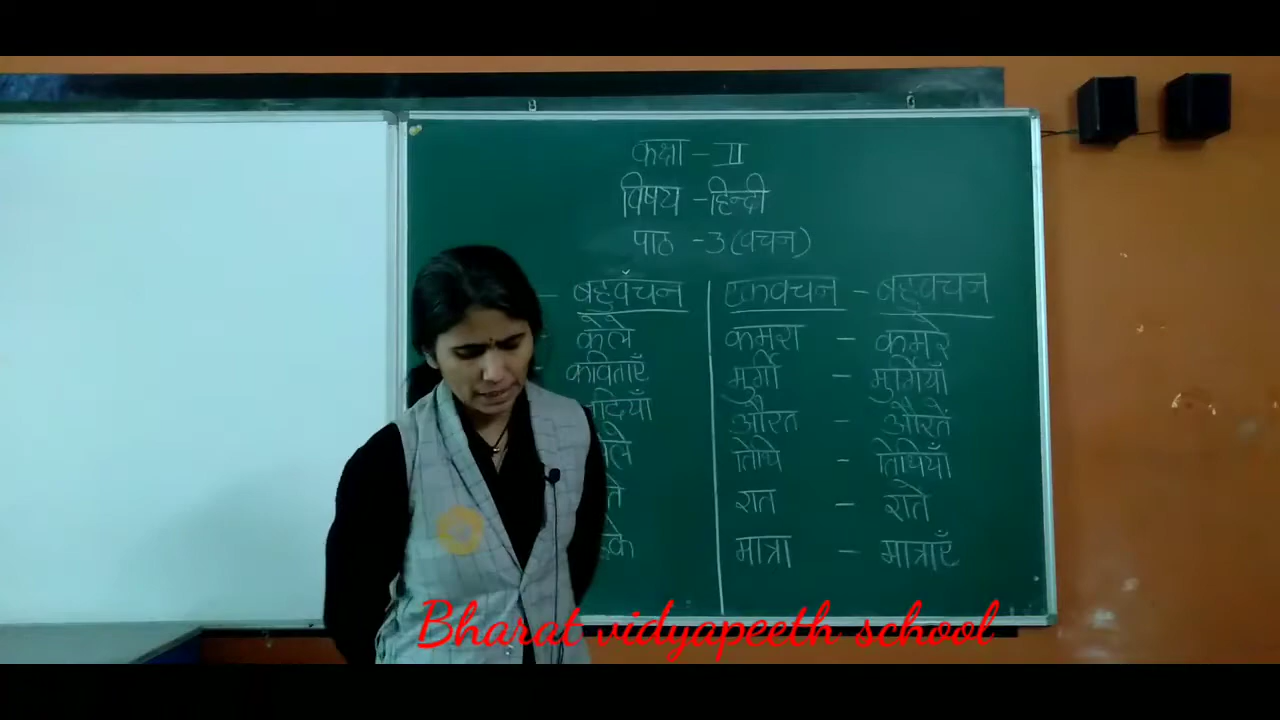 कक्षा - II
विषय - हिन्दी
पाठ - 3 (वचन)
- बहुवचन | एकवचन - बहुवचन
केले | कमरा - कमरे
कविताएँ | मुर्गी - मुर्गियाँ
औरत - औरतें
तिथि - तिथियाँ
रात - राते
मात्रा - मात्राएँ
Bharat vidyapeeth school